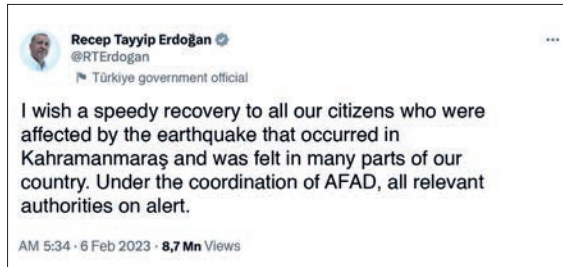 Recep Tayyip Erdoğan
@RTErdogan
Türkiye government official
I wish a speedy recovery to all our citizens who were
affected by the earthquake that occurred in
Kahramanmaraş and was felt in many parts of our
country. Under the coordination of AFAD, all relevant
authorities on alert.
AM 5:34 · 6 Feb 2023 · 8,7 Mn Views